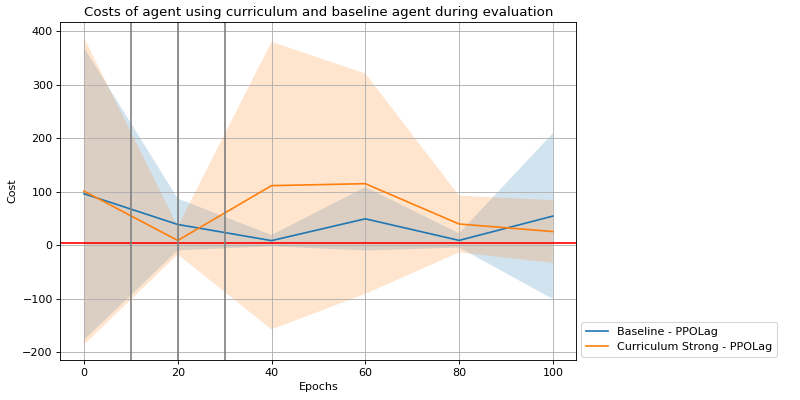 Costs of agent using curriculum and baseline agent during evaluation
400
300
200
100
0
−100
−200
Cost
0 20 40 60 80 100
Epochs
Baseline - PPOLag
Curriculum Strong - PPOLag